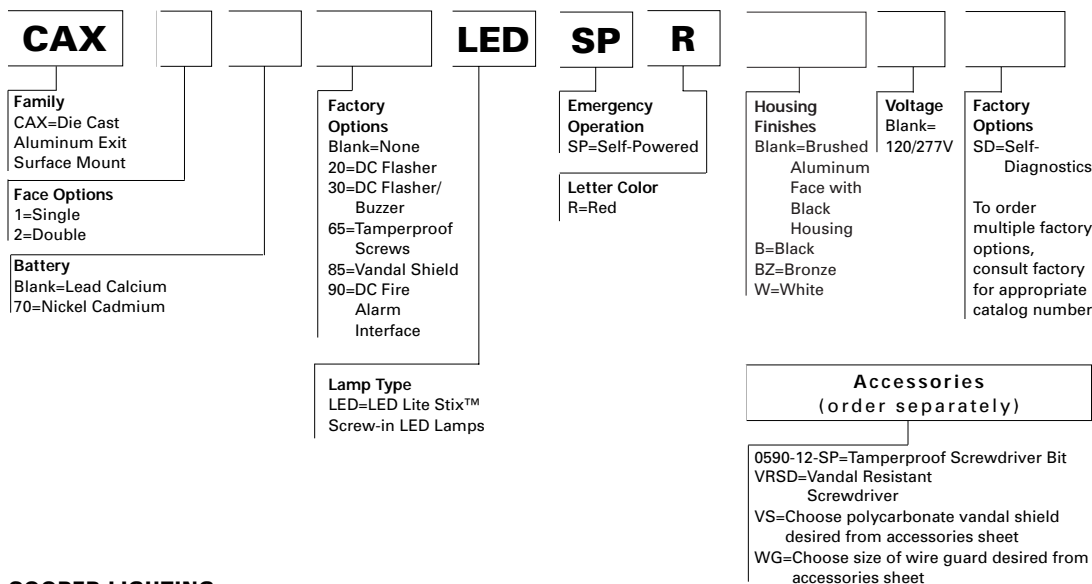 CAX LED SP R
Family
CAX=Die Cast
Aluminum Exit
Surface Mount
Face Options
1=Single
2=Double
Battery
Blank=Lead Calcium
70=Nickel Cadmium
Factory
Options
Blank=None
20=DC Flasher
30=DC Flasher/
Buzzer
65=Tamperproof
Screws
85=Vandal Shield
90=DC Fire
Alarm
Interface
Lamp Type
LED=LED Lite Stix™
Screw-in LED Lamps
Emergency
Operation
SP=Self-Powered
Letter Color
R=Red
Housing
Finishes
Blank=Brushed
Aluminum
Face with
Black
Housing
B=Black
BZ=Bronze
W=White
Voltage
Blank=
120/277V
Factory
Options
SD=Self-
Diagnostics
To order
multiple factory
options,
consult factory
for appropriate
catalog number
Accessories
(order separately)
0590-12-SP=Tamperproof Screwdriver Bit
VRSD=Vandal Resistant
Screwdriver
VS=Choose polycarbonate vandal shield
desired from accessories sheet
WG=Choose size of wire guard desired from
accessories sheet